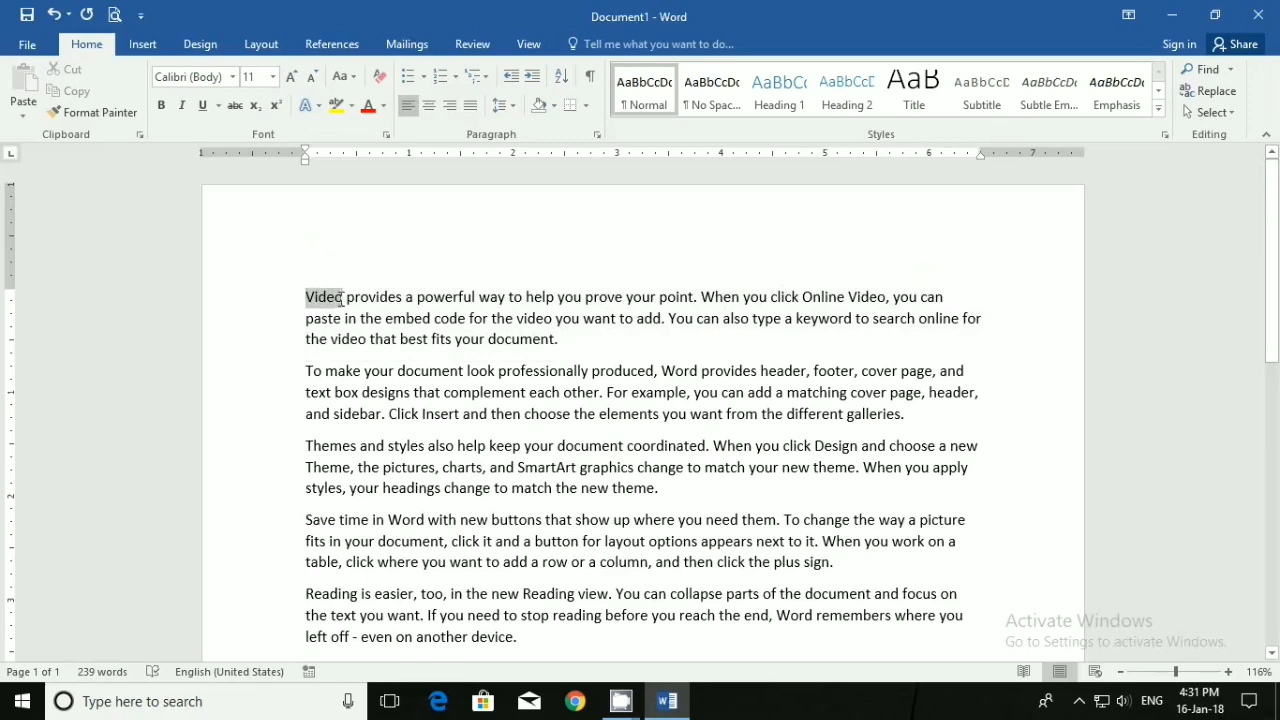 Document1 - Word
File Home Insert Design Layout References Mailings Review View Tell me what you want to do... Sign in Share
Paste Cut Copy Format Painter
Calibri (Body) 11 Aa
B I U abc X₂ X² A
AaBbCcDc AaBbCcDc AaBbCc AaBbCcD AaB AaBbCcD AaBbCcDc AaBbCcDc
¶ Normal ¶ No Spac... Heading 1 Heading 2 Title Subtitle Subtle Em... Emphasis
Find
Replace
Select
Clipboard Font Paragraph Styles Editing
1 1 2 3 4 5 6 7
Video provides a powerful way to help you prove your point. When you click Online Video, you can
paste in the embed code for the video you want to add. You can also type a keyword to search online for
the video that best fits your document.
To make your document look professionally produced, Word provides header, footer, cover page, and
text box designs that complement each other. For example, you can add a matching cover page, header,
and sidebar. Click Insert and then choose the elements you want from the different galleries.
Themes and styles also help keep your document coordinated. When you click Design and choose a new
Theme, the pictures, charts, and SmartArt graphics change to match your new theme. When you apply
styles, your headings change to match the new theme.
Save time in Word with new buttons that show up where you need them. To change the way a picture
fits in your document, click it and a button for layout options appears next to it. When you work on a
table, click where you want to add a row or a column, and then click the plus sign.
Reading is easier, too, in the new Reading view. You can collapse parts of the document and focus on
the text you want. If you need to stop reading before you reach the end, Word remembers where you
left off - even on another device.
Activate Windows
Go to Settings to activate Windows.
Page 1 of 1 239 words English (United States) 116%
Type here to search ENG 4:31 PM
16-Jan-18